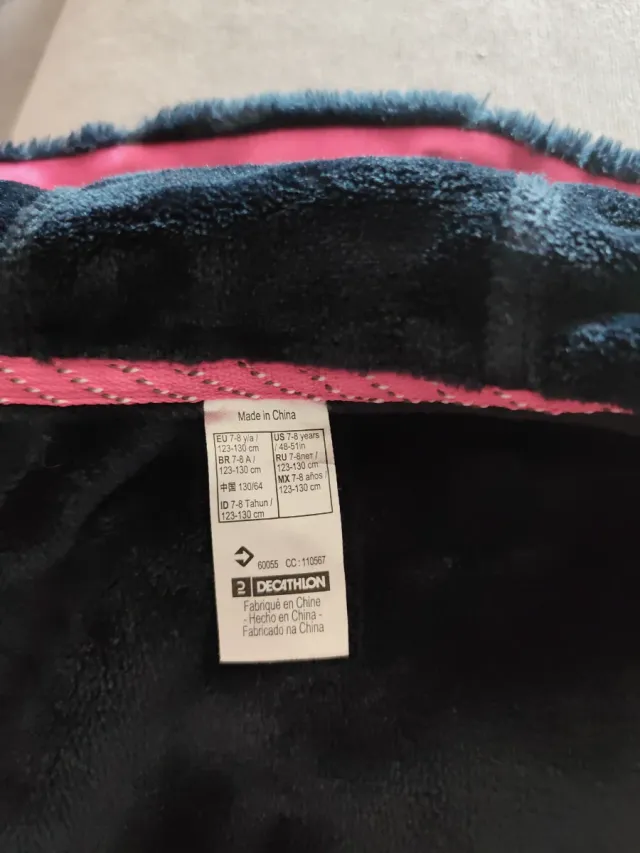 Made in China
EU 7-8 y/a /
123-130 cm
BR 7-8 A /
123-130 cm
中国 130/64
ID 7-8 Tahun /
123-130 cm
US 7-8 years
/ 48-51in
RU 7-8лет /
123-130 cm
MX 7-8 años /
123-130 cm
60055 CC : 110567
DECATHLON
Fabriqué en Chine
- Hecho en China -
Fabricado na China